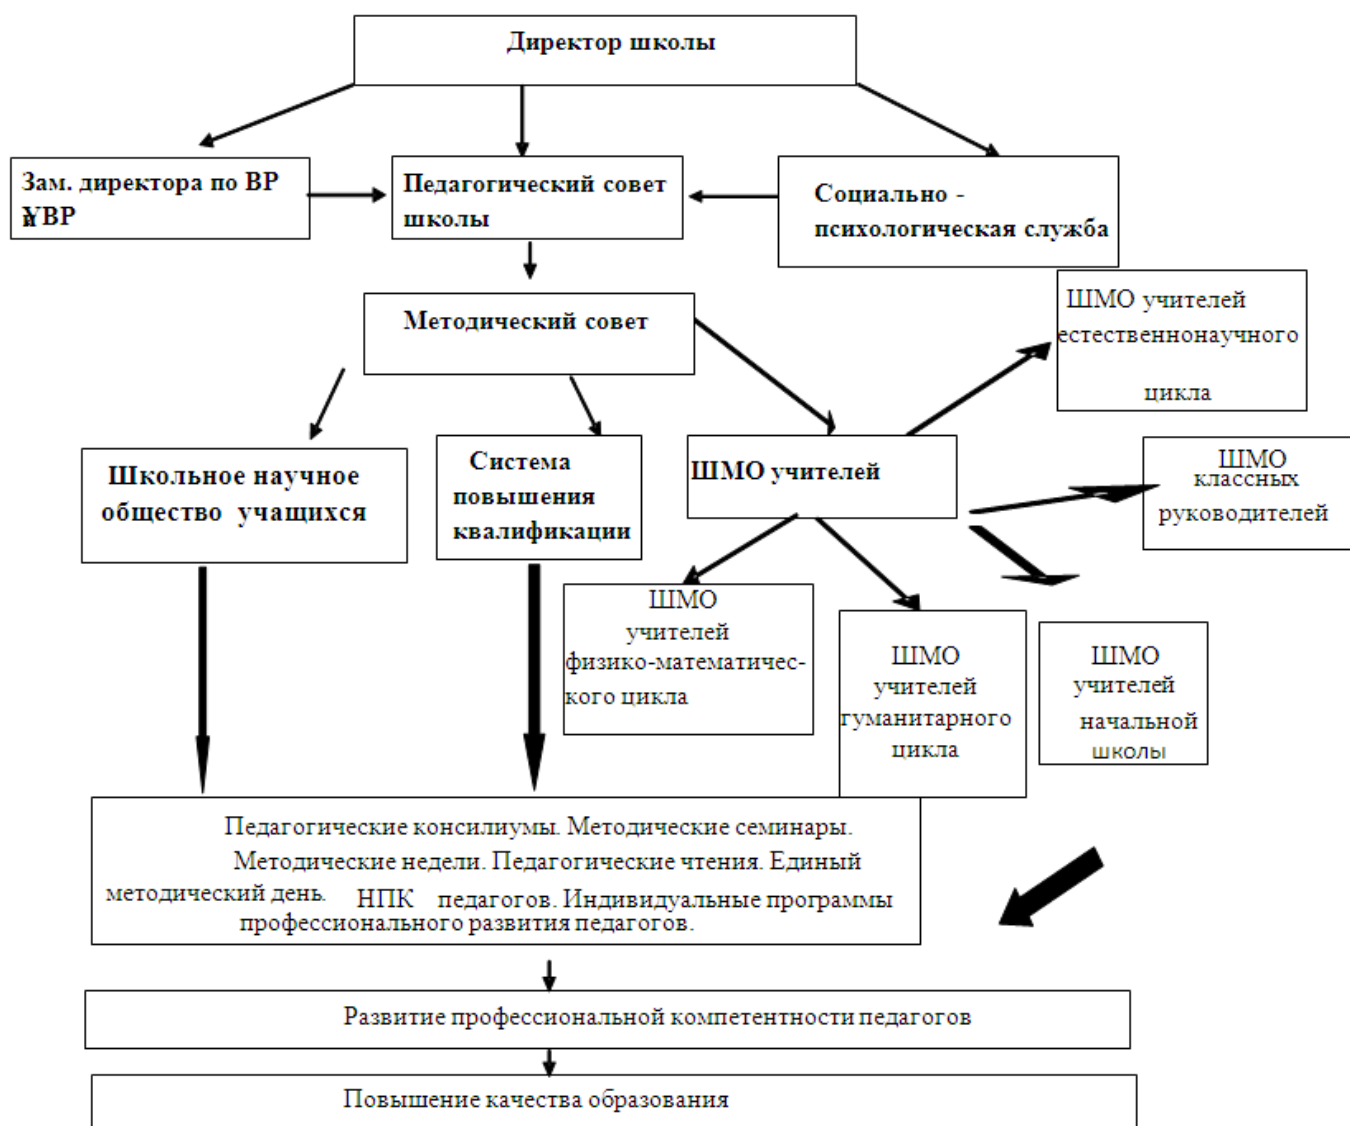 Директор школы
Зам. директора по ВР
и УВР
Педагогический совет
школы
Социально -
психологическая служба
Методический совет
ШМО учителей
естественнонаучного
цикла
Школьное научное
общество учащихся
Система
повышения
квалификации
ШМО учителей
ШМО
классных
руководителей
ШМО
учителей
физико-математичес-
кого цикла
ШМО
учителей
гуманитарного
цикла
ШМО
учителей
начальной
школы
Педагогические консилиумы. Методические семинары.
Методические недели. Педагогические чтения. Единый
методический день. НПК педагогов. Индивидуальные программы
профессионального развития педагогов.
Развитие профессиональной компетентности педагогов
Повышение качества образования